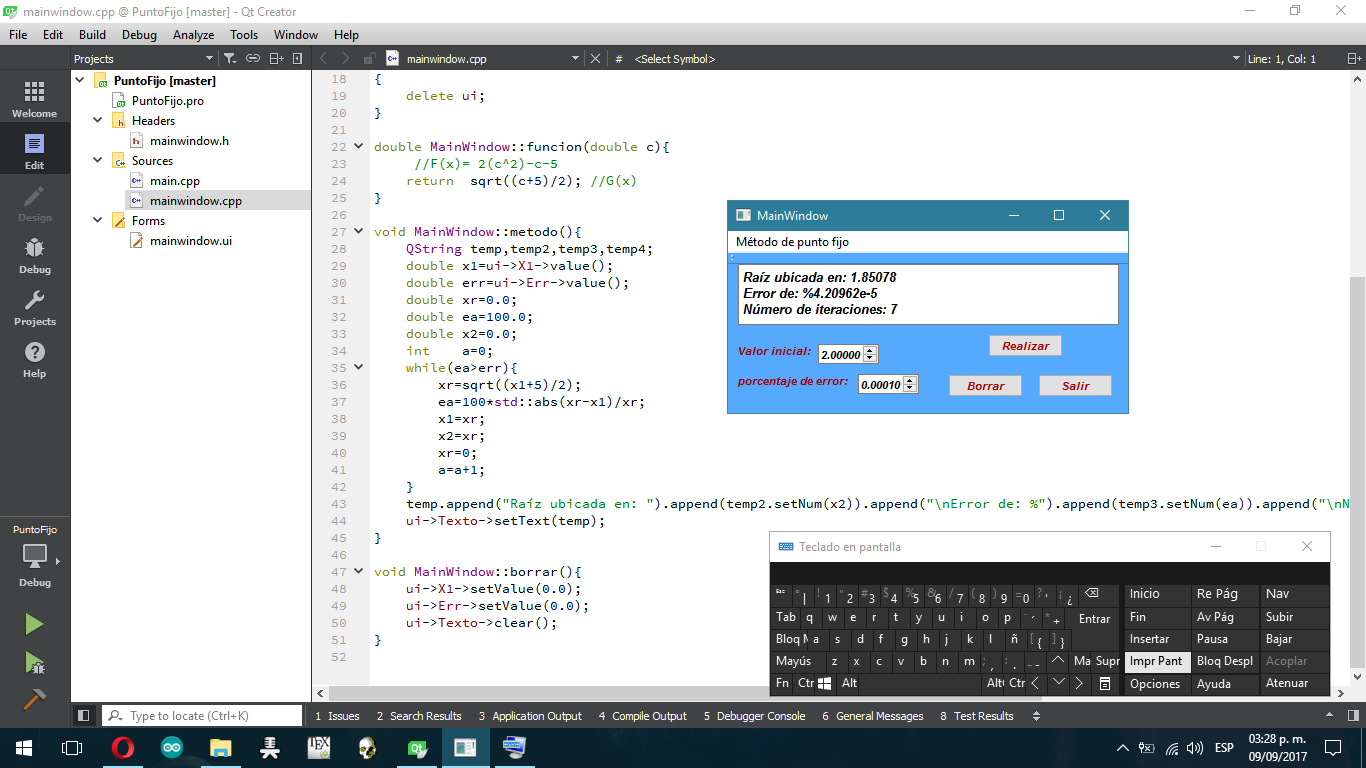 mainwindow.cpp @ PuntoFijo [master] - Qt Creator
File Edit Build Debug Analyze Tools Window Help
Projects
mainwindow.cpp
# <Select Symbol>
Line: 1, Col: 1
Welcome
Edit
Design
Debug
Projects
Help
PuntoFijo
Debug
PuntoFijo [master]
PuntoFijo.pro
Headers
mainwindow.h
Sources
main.cpp
mainwindow.cpp
Forms
mainwindow.ui
18 {
19 delete ui;
20 }
21
22 double MainWindow::funcion(double c){
23 //F(x)= 2(c^2)-c-5
24 return sqrt((c+5)/2); //G(x)
25 }
26
27 void MainWindow::metodo(){
28 QString temp,temp2,temp3,temp4;
29 double x1=ui->X1->value();
30 double err=ui->Err->value();
31 double xr=0.0;
32 double ea=100.0;
33 double x2=0.0;
34 int a=0;
35 while(ea>err){
36 xr=sqrt((x1+5)/2);
37 ea=100*std::abs(xr-x1)/xr;
38 x1=xr;
39 x2=xr;
40 xr=0;
41 a=a+1;
42 }
43 temp.append("Raíz ubicada en: ").append(temp2.setNum(x2)).append("\nError de: %").append(temp3.setNum(ea)).append("\nN
44 ui->Texto->setText(temp);
45 }
46
47 void MainWindow::borrar(){
48 ui->X1->setValue(0.0);
49 ui->Err->setValue(0.0);
50 ui->Texto->clear();
51 }
52
MainWindow
Método de punto fijo
Raíz ubicada en: 1.85078
Error de: %4.20962e-5
Número de iteraciones: 7
Valor inicial: 2.00000
Realizar
porcentaje de error: 0.00010
Borrar
Salir
Teclado en pantalla
Esc ° | ! 1 " 2 # 3 $ 4 % 5 & 6 / 7 ( 8 ) 9 = 0 ? ' ¡ ¿ Inicio Re Pág Nav
Tab q w e r t y u i o p ¨ ´ * + Entrar Fin Av Pág Subir
Bloq M a s d f g h j k l ñ [ { ] } Insertar Pausa Bajar
Mayús z x c v b n m ; , : . _ - Ma Supr Impr Pant Bloq Despl Acoplar
Fn Ctr Alt Alt Ctr Opciones Ayuda Atenuar
Type to locate (Ctrl+K)
1 Issues 2 Search Results 3 Application Output 4 Compile Output 5 Debugger Console 6 General Messages 8 Test Results
TEX
ESP
03:28 p. m.
09/09/2017